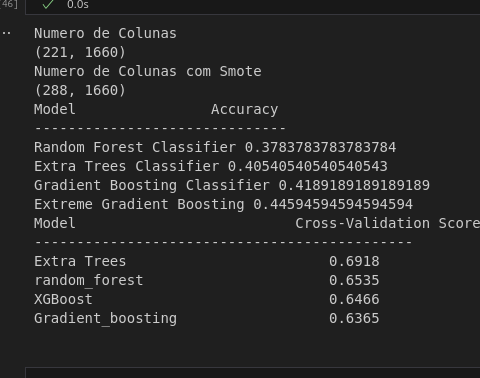 [46]
0.0s
Numero de Colunas
(221, 1660)
Numero de Colunas com Smote
(288, 1660)
Model Accuracy
------------------------------
Random Forest Classifier 0.3783783783783784
Extra Trees Classifier 0.40540540540540543
Gradient Boosting Classifier 0.4189189189189189
Extreme Gradient Boosting 0.44594594594594594
Model Cross-Validation Score
---------------------------------------------
Extra Trees 0.6918
random_forest 0.6535
XGBoost 0.6466
Gradient_boosting 0.6365